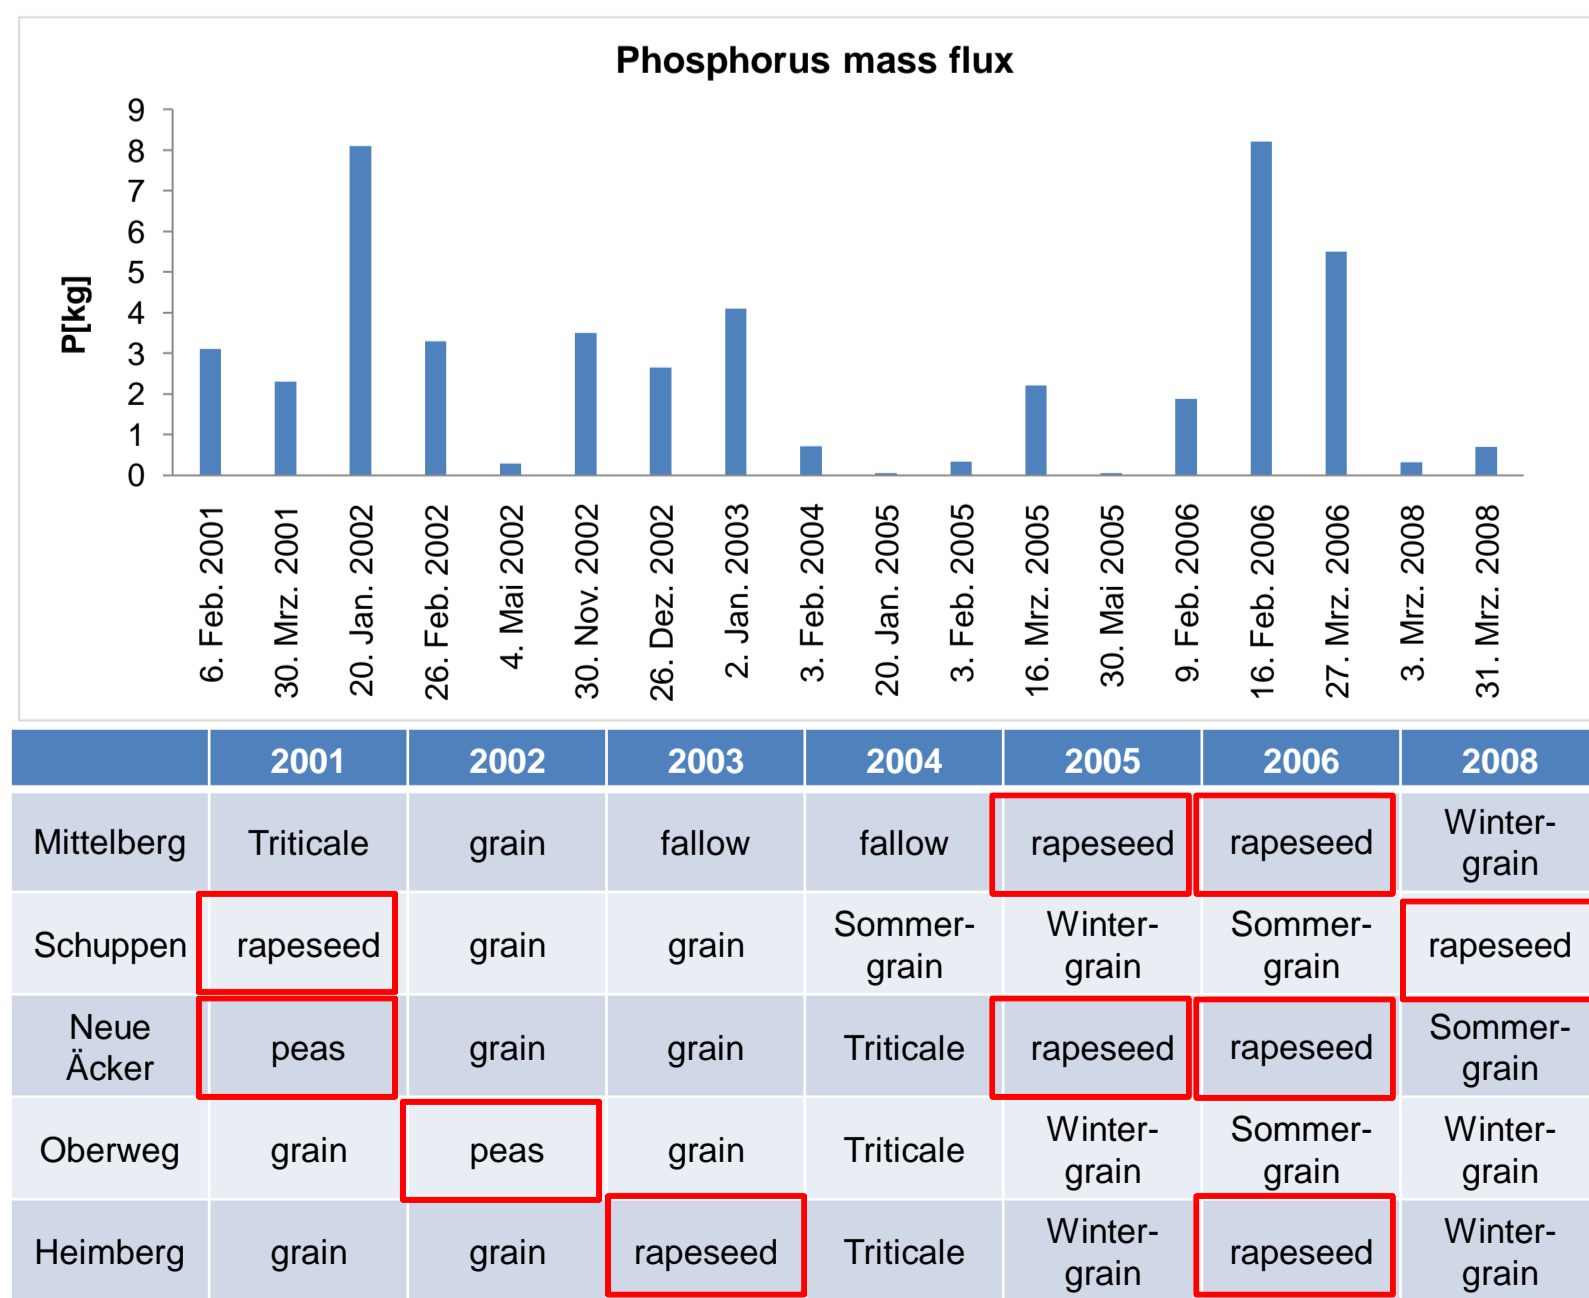 Phosphorus mass flux
9
8
7
6
5
4
3
2
1
0
P[kg]
6. Feb. 2001
30. Mrz. 2001
20. Jan. 2002
26. Feb. 2002
4. Mai 2002
30. Nov. 2002
26. Dez. 2002
2. Jan. 2003
3. Feb. 2004
20. Jan. 2005
3. Feb. 2005
16. Mrz. 2005
30. Mai 2005
9. Feb. 2006
16. Feb. 2006
27. Mrz. 2006
3. Mrz. 2008
31. Mrz. 2008
2001 2002 2003 2004 2005 2006 2008
Mittelberg Triticale grain fallow fallow rapeseed rapeseed Winter-
grain
Schuppen rapeseed grain grain Sommer- Winter- Sommer- rapeseed
grain grain grain
Neue Sommer-
Äcker peas grain grain Triticale rapeseed rapeseed grain
Oberweg grain peas grain Triticale Winter- Sommer- Winter-
grain grain grain
Heimberg grain grain rapeseed Triticale Winter- rapeseed Winter-
grain grain